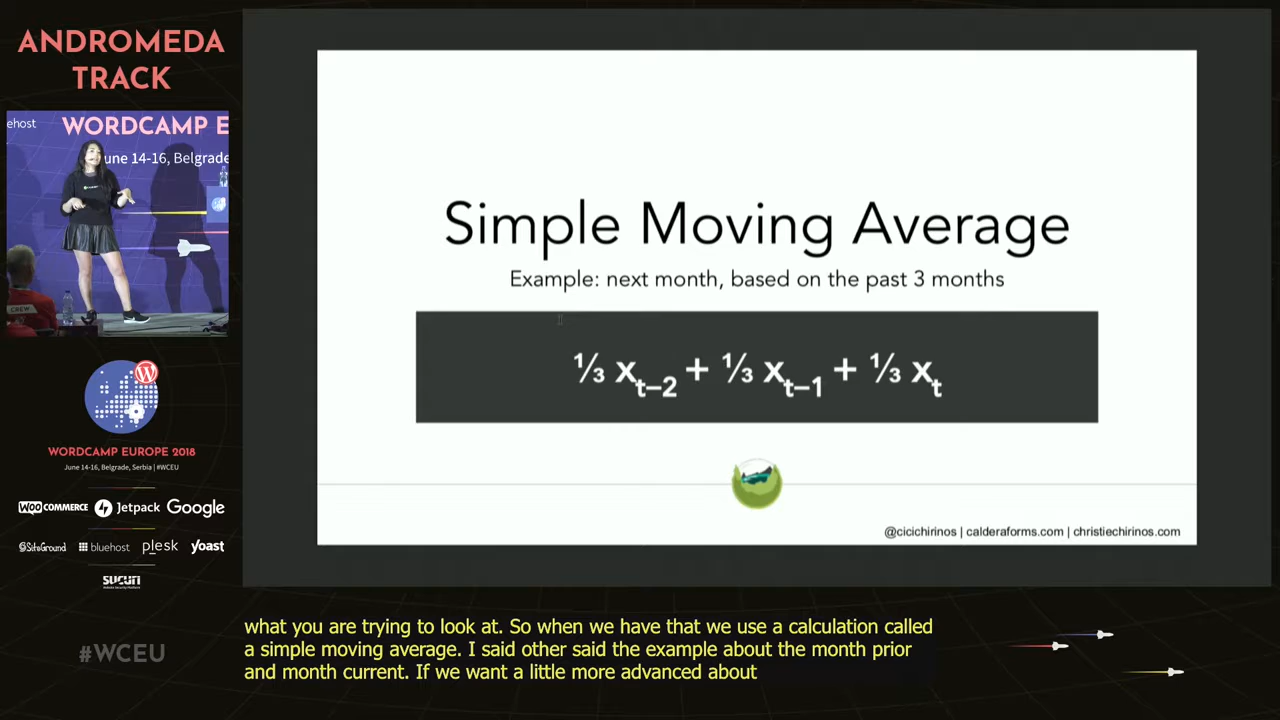 ANDROMEDA
TRACK
ehost
WORDCAMP E
une 14-16, Belgrade
CREW
WORDCAMP EUROPE 2018
June 14-16, Belgrade, Serbia | #WCEU
WOO COMMERCE Jetpack Google
SiteGround bluehost plesk yoast
SUCURI
#WCEU
Simple Moving Average
Example: next month, based on the past 3 months
⅓ xt–2 + ⅓ xt–1 + ⅓ xt
@cicichirinos | calderaforms.com | christiechirinos.com
what you are trying to look at. So when we have that we use a calculation called
a simple moving average. I said other said the example about the month prior
and month current. If we want a little more advanced about